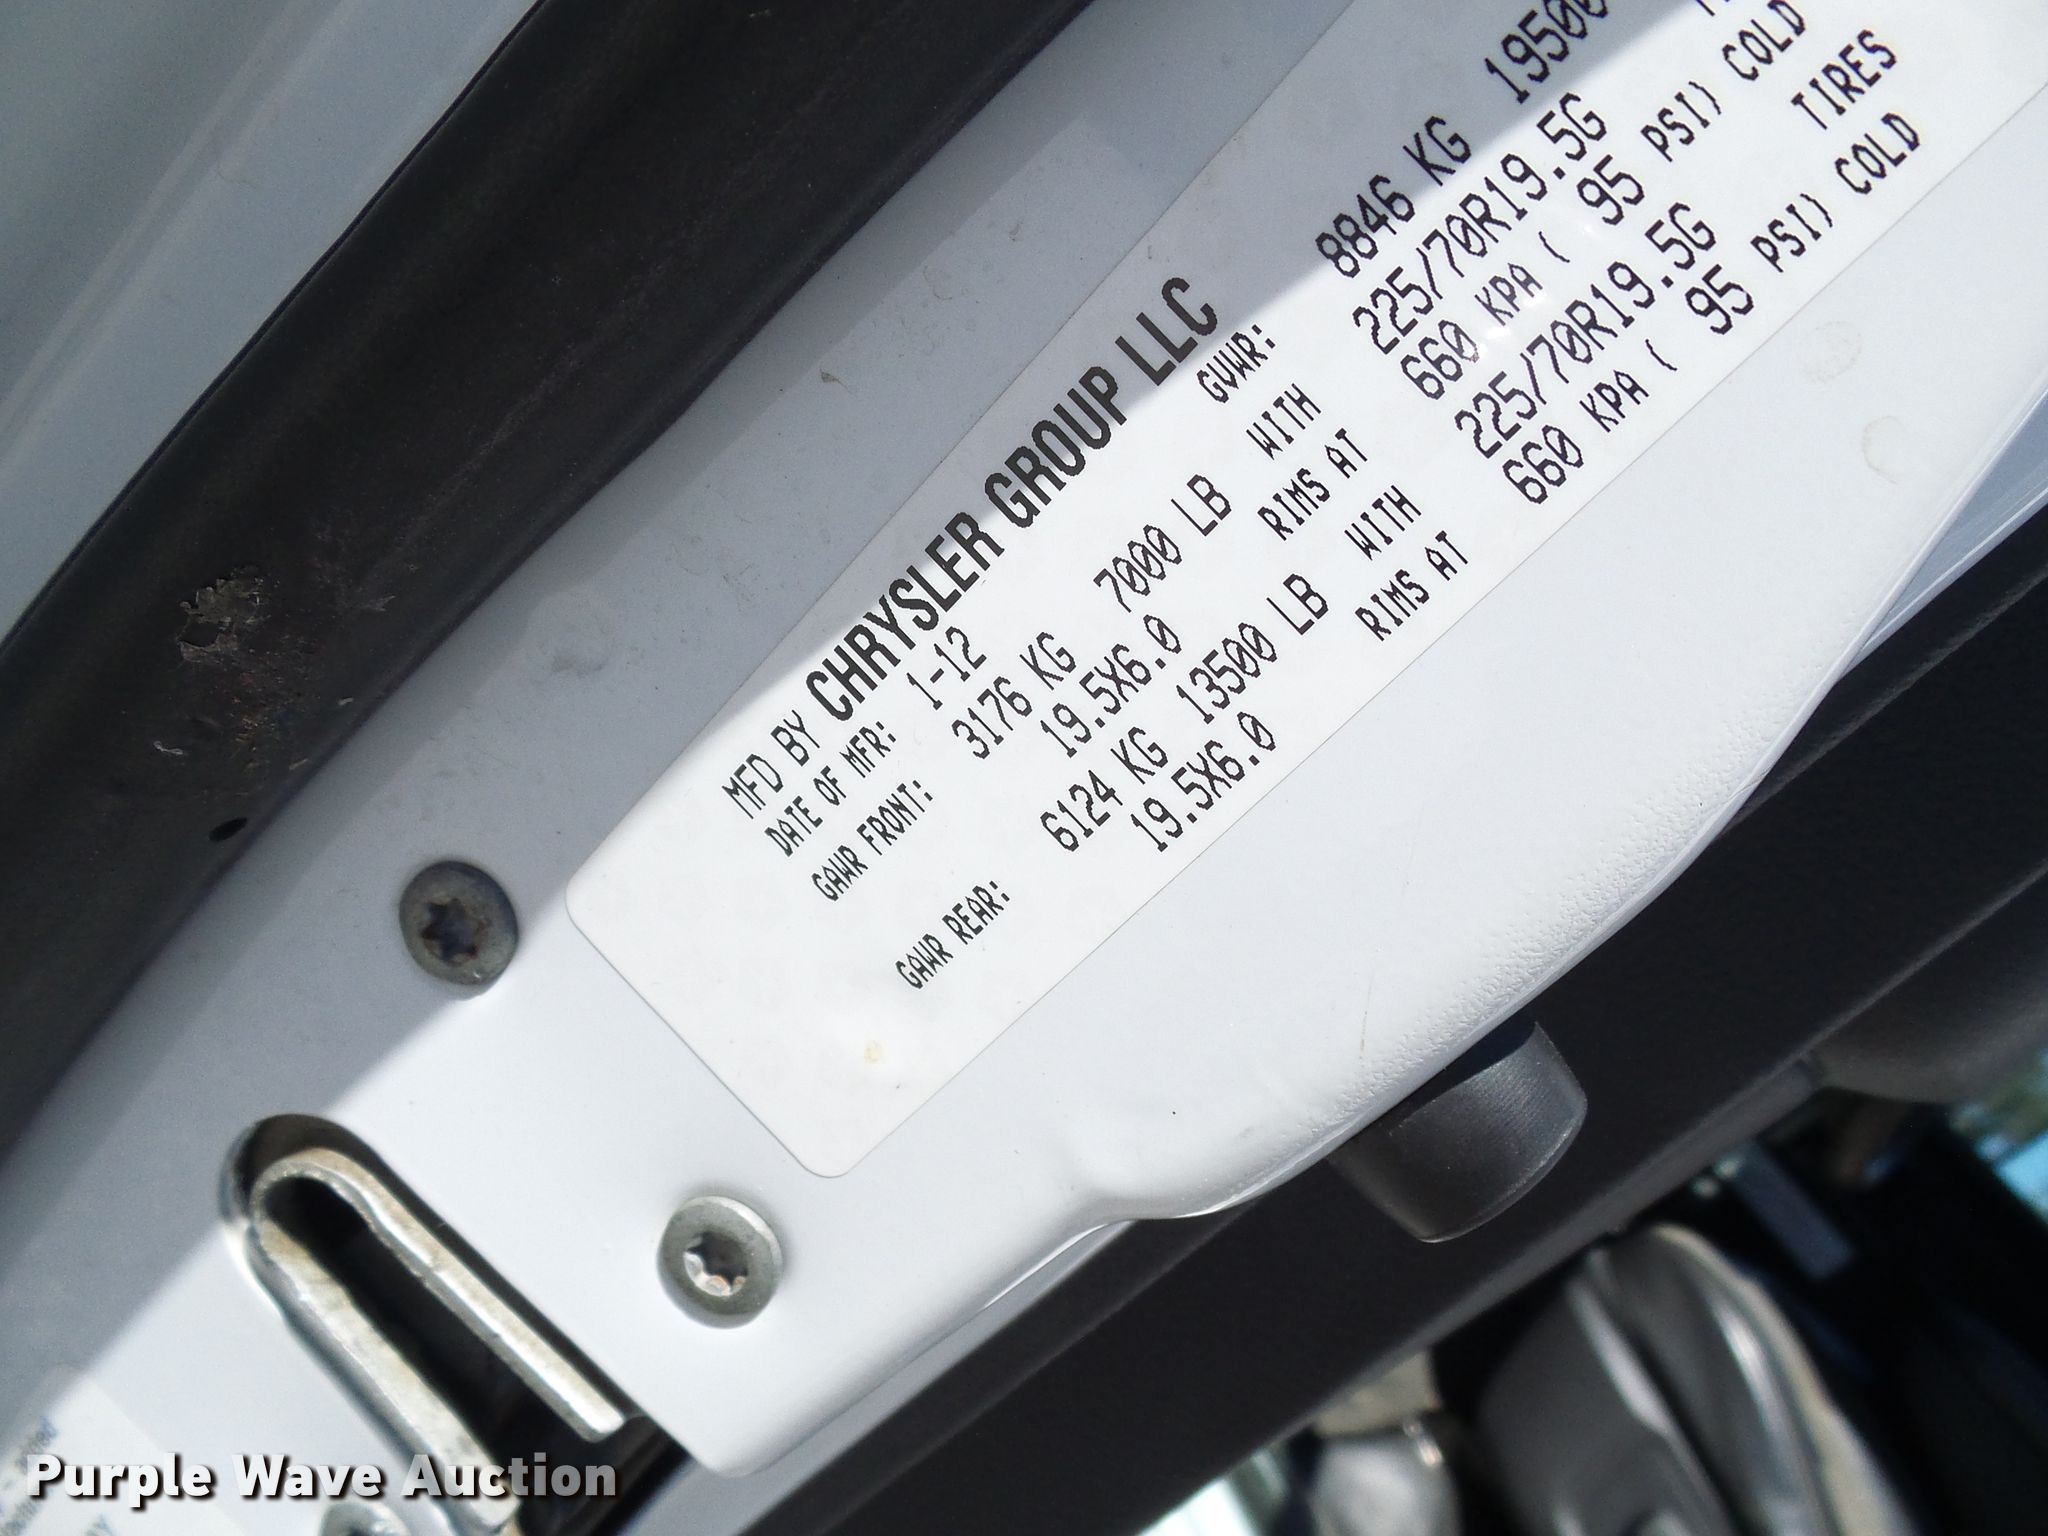 MFD BY CHRYSLER GROUP LLC
DATE OF MFR: 1-12 GVWR: 8846 KG 19500
GAWR FRONT: 3176 KG 7000 LB WITH 225/70R19.5G
19.5X6.0 RIMS AT 660 KPA ( 95 PSI) COLD
GAWR REAR: 6124 KG 13500 LB WITH 225/70R19.5G TIRES
19.5X6.0 RIMS AT 660 KPA ( 95 PSI) COLD
Purple Wave Auction